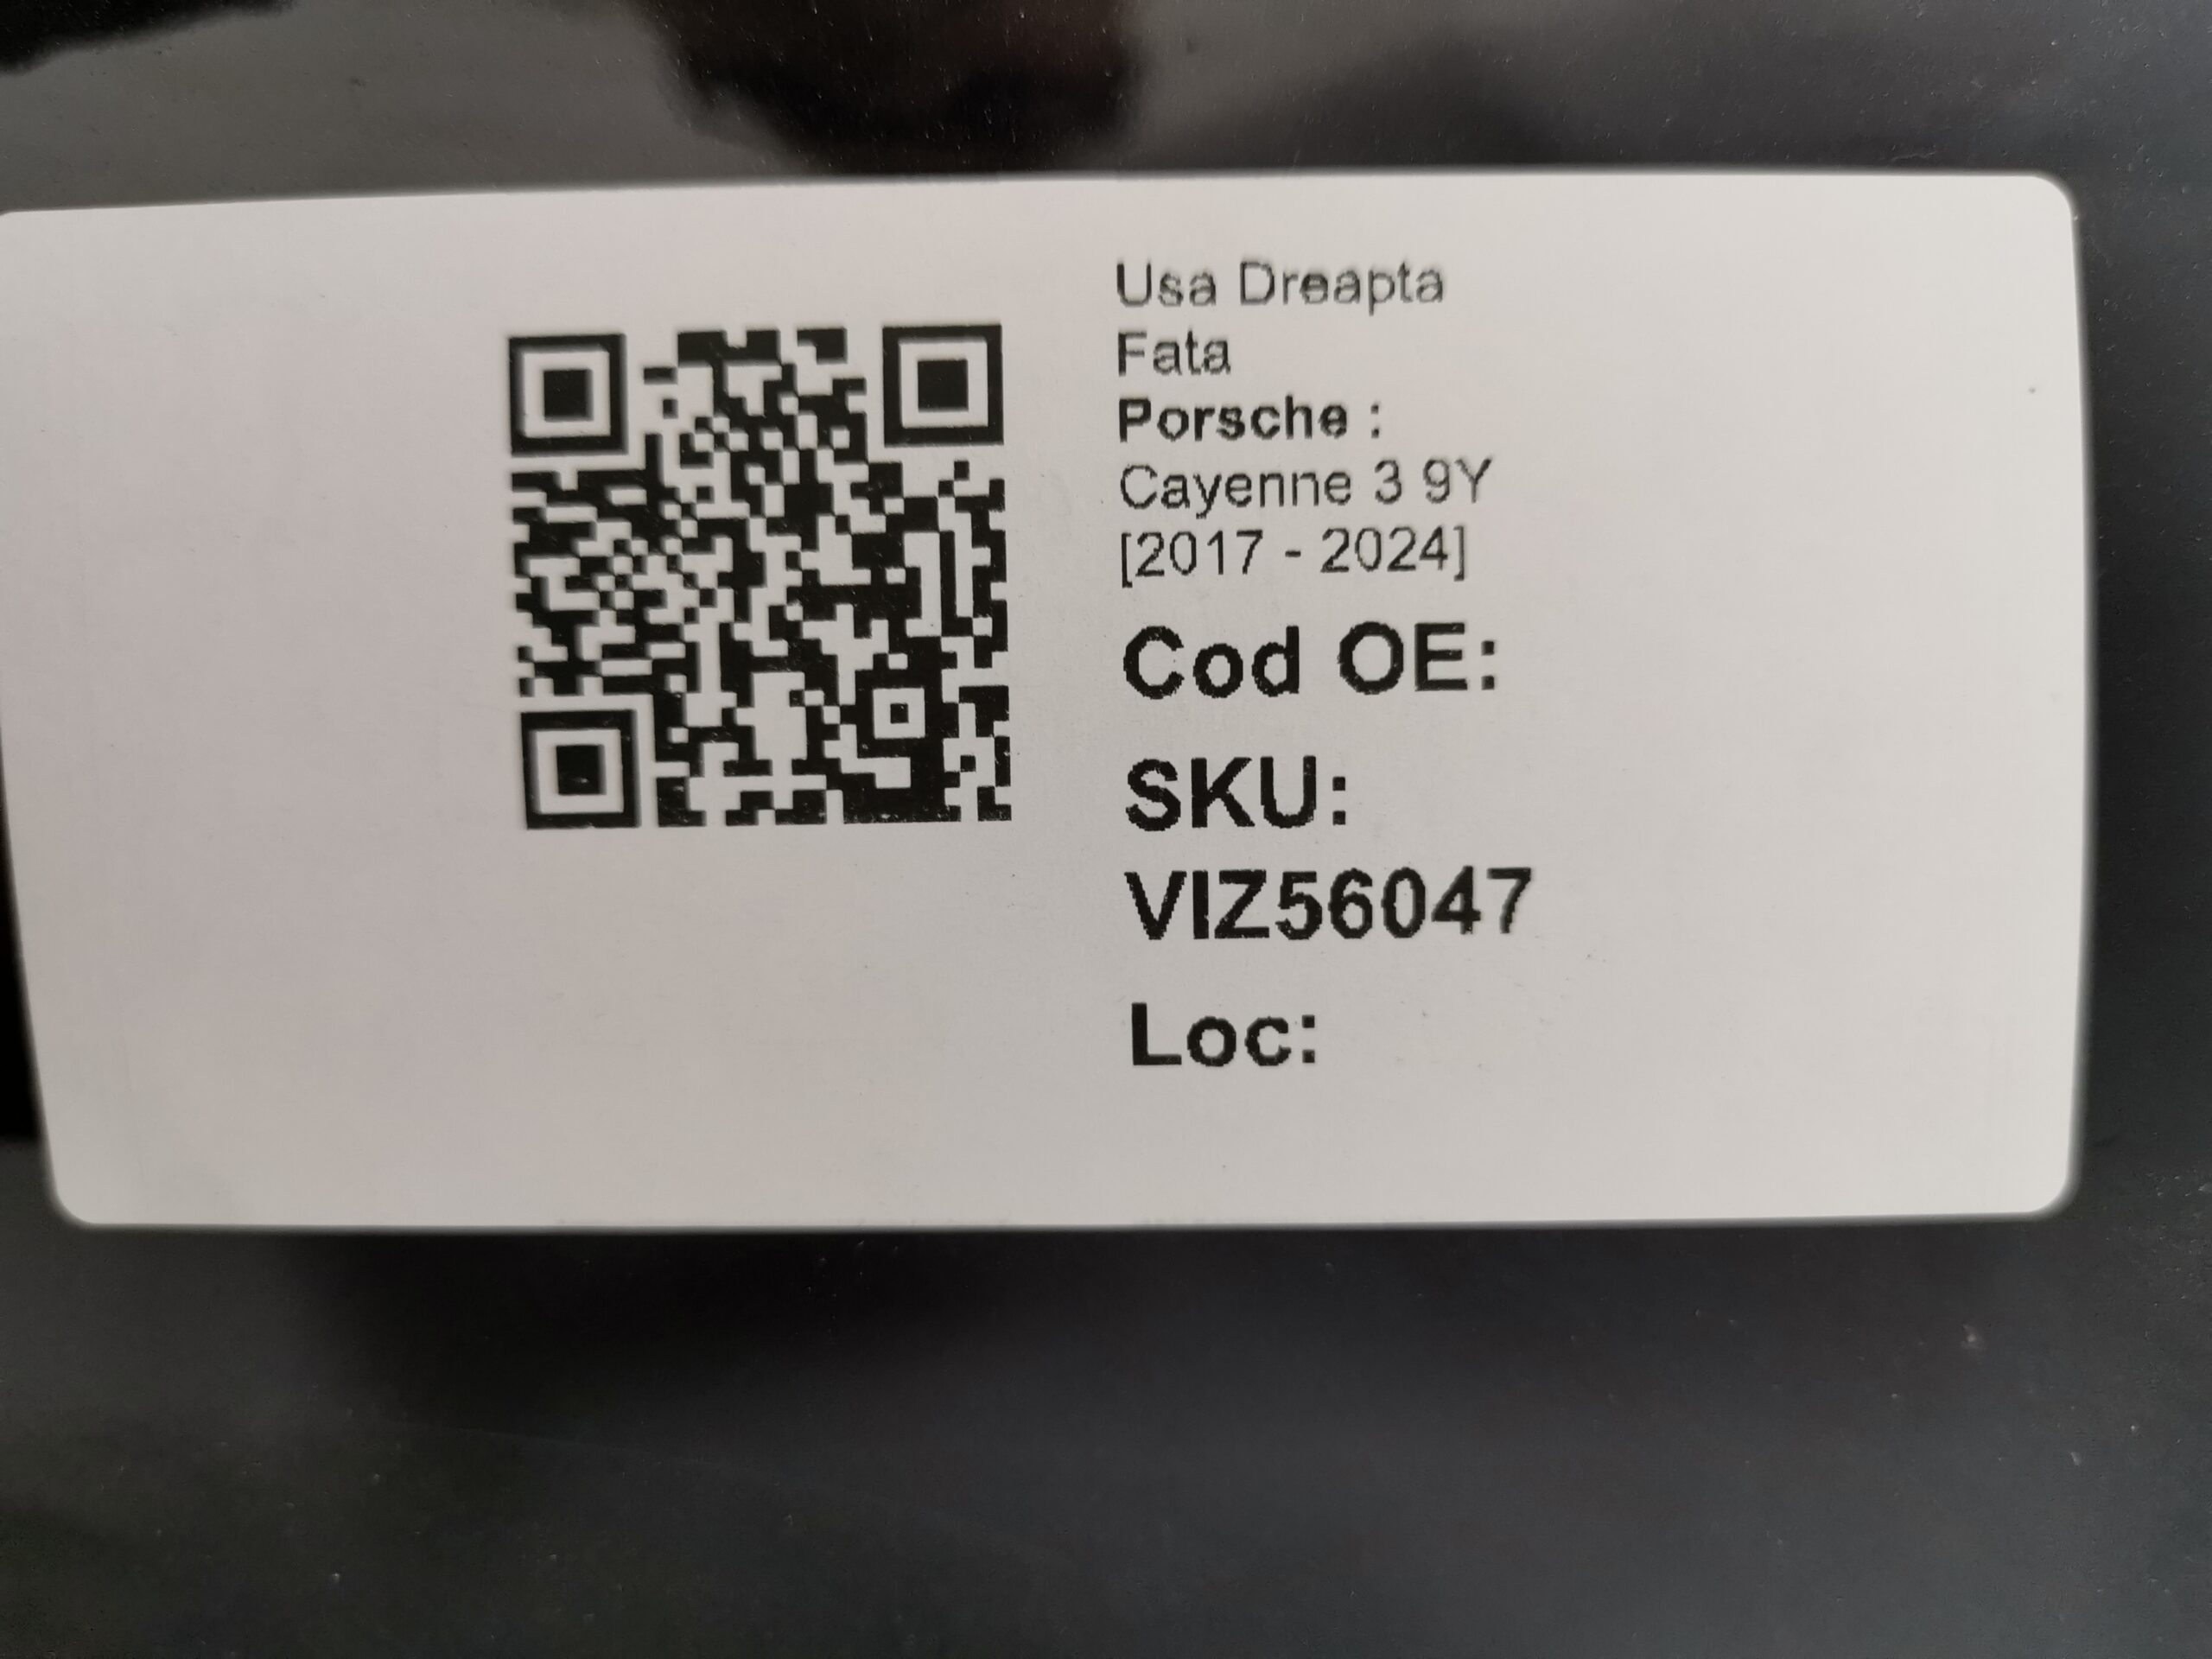 Usa Dreapta
Fata
Porsche :
Cayenne 3 9Y
[2017 - 2024]
Cod OE:
SKU:
VIZ56047
Loc: